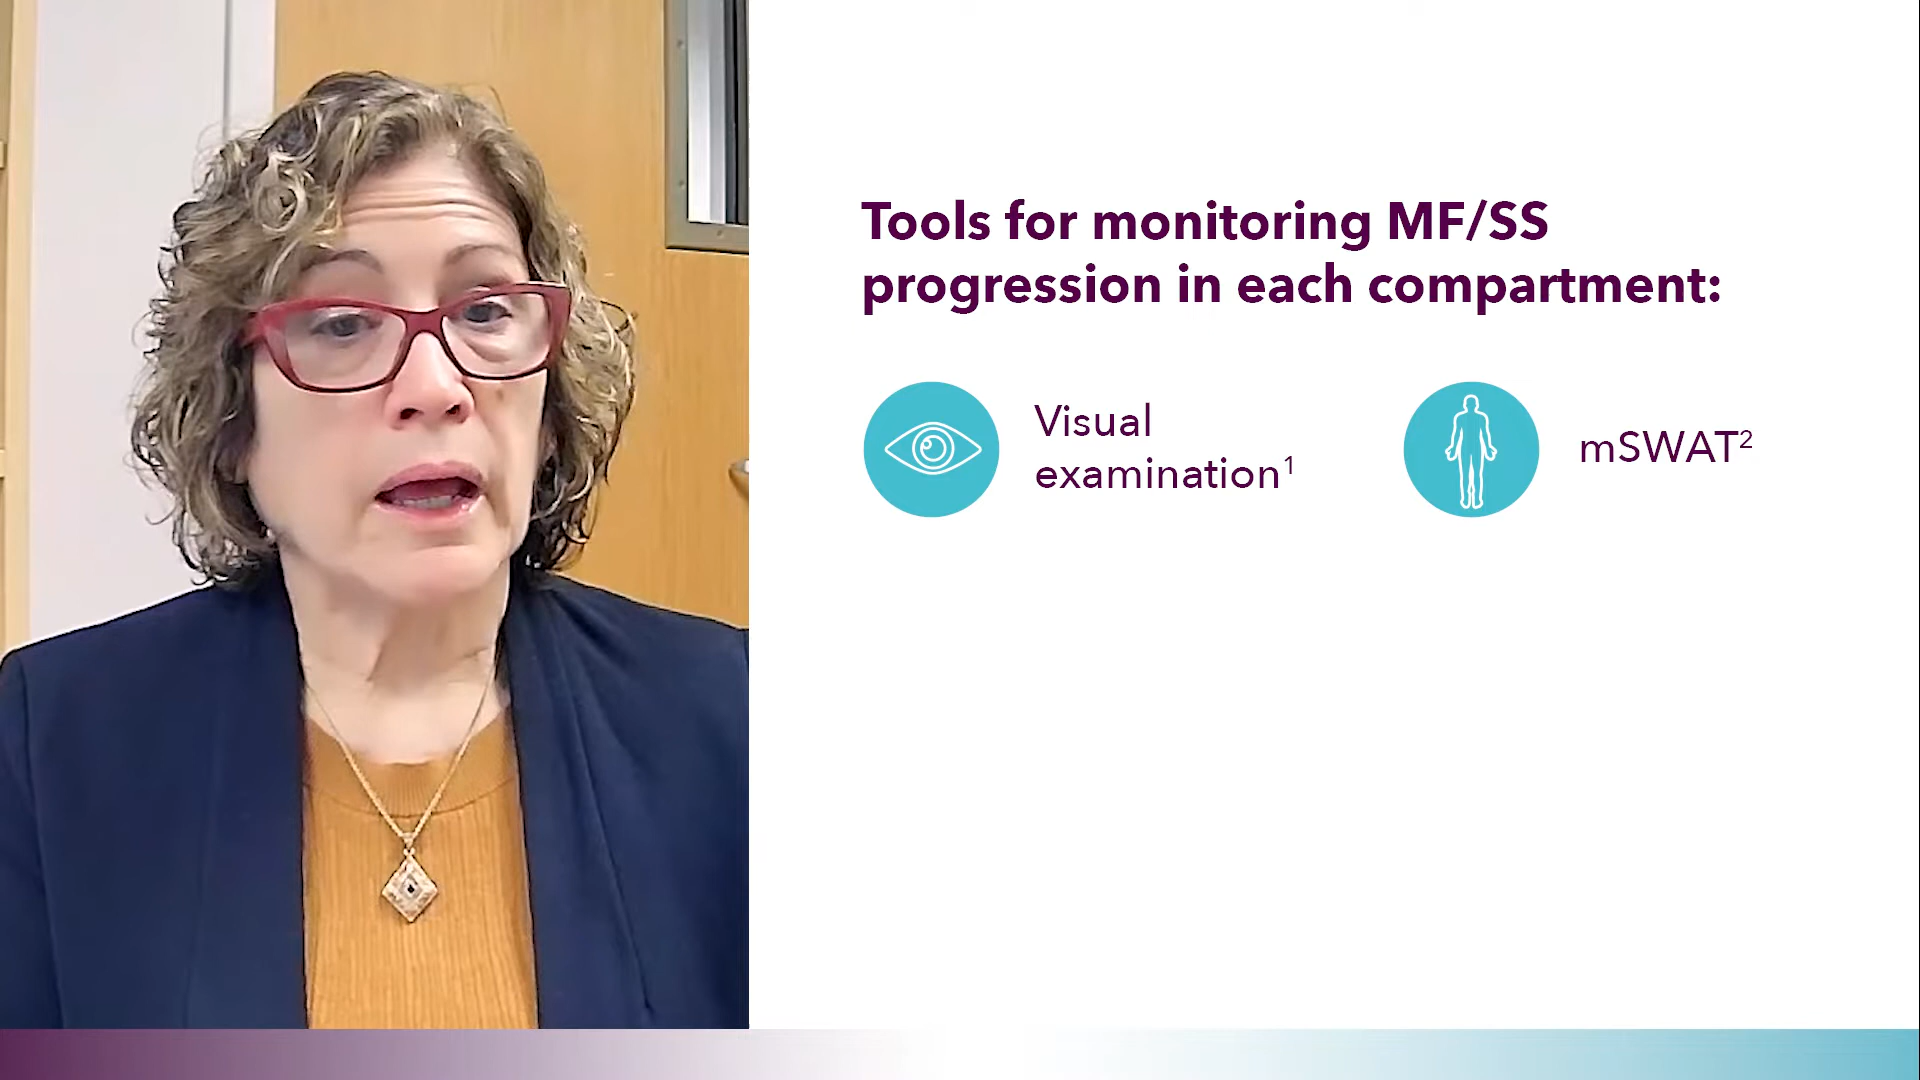 Tools for monitoring MF/SS
progression in each compartment:
Visual
examination¹
mSWAT²